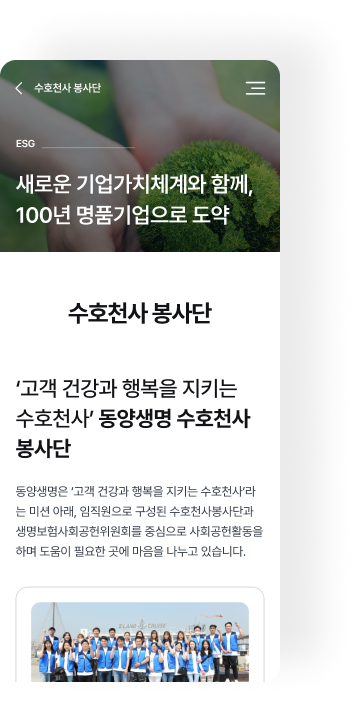 수호천사 봉사단
ESG
새로운 기업가치체계와 함께,
100년 명품기업으로 도약
수호천사 봉사단
‘고객 건강과 행복을 지키는
수호천사’ 동양생명 수호천사
봉사단
동양생명은 ‘고객 건강과 행복을 지키는 수호천사’라
는 미션 아래, 임직원으로 구성된 수호천사봉사단과
생명보험사회공헌위원회를 중심으로 사회공헌활동을
하며 도움이 필요한 곳에 마음을 나누고 있습니다.
ELAND CRUISE